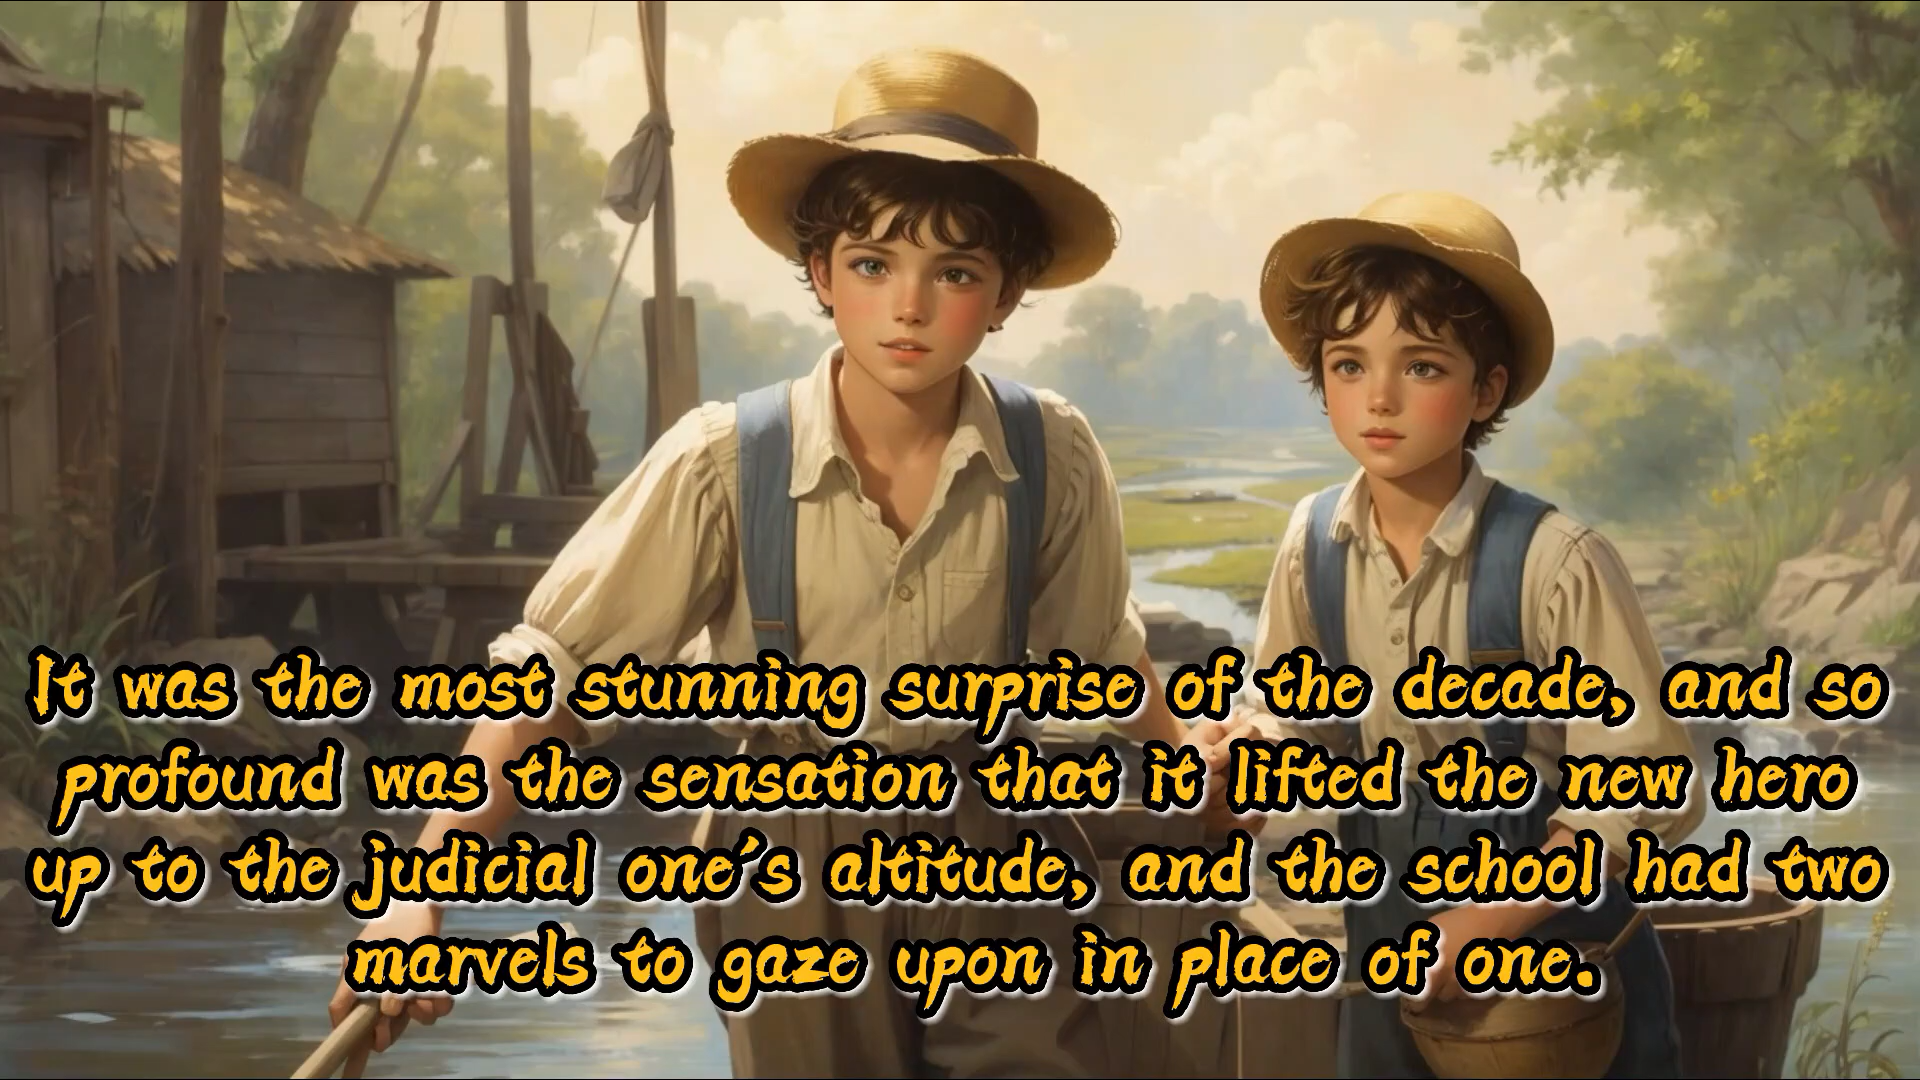 It was the most stunning surprise of the decade, and so
profound was the sensation that it lifted the new hero
up to the judicial one's altitude, and the school had two
marvels to gaze upon in place of one.